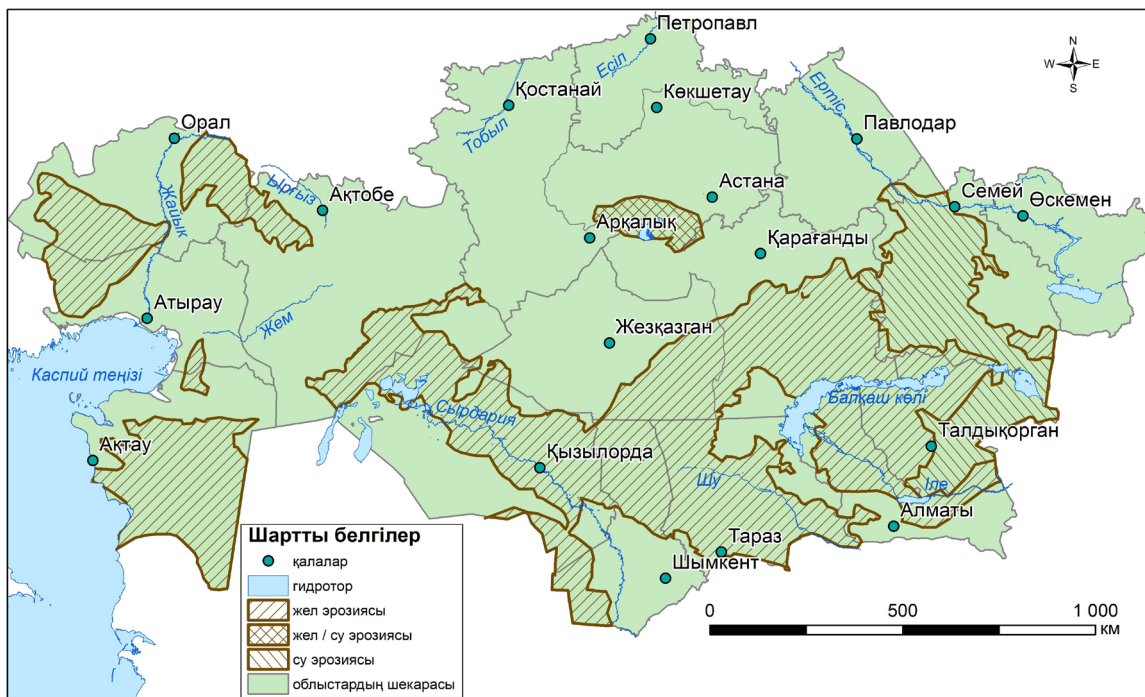 Петропавл
N
W E
S
Есіл
Қостанай
Көкшетау
Ертіс
Тобыл
Орал
Павлодар
Ырғыз
Ақтобе
Астана
Семей
Өскемен
Жайық
Арқалық
Қарағанды
Атырау
Жем
Жезқазган
Каспий теңізі
Балқаш көлі
Сырдария
Талдықорган
Ақтау
Қызылорда
Шу
Іле
Алматы
Шартты белгілер
Тараз
қалалар
Шымкент
гидротор
жел эрозиясы
0 500 1 000
жел / су эрозиясы
км
су эрозиясы
облыстардың шекарасы